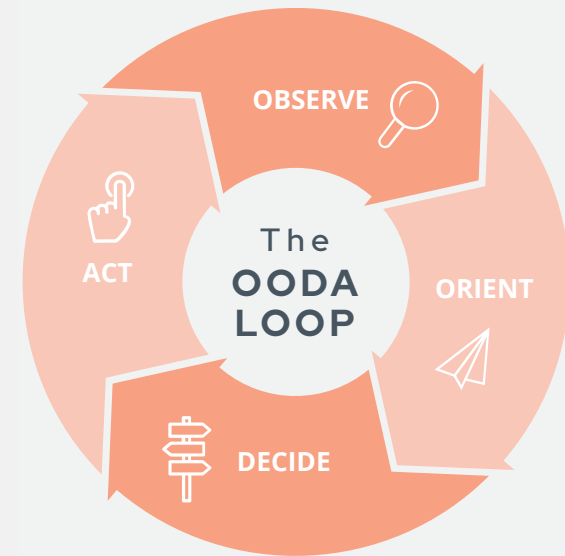 OBSERVE
The
OODA
LOOP
ACT
ORIENT
DECIDE